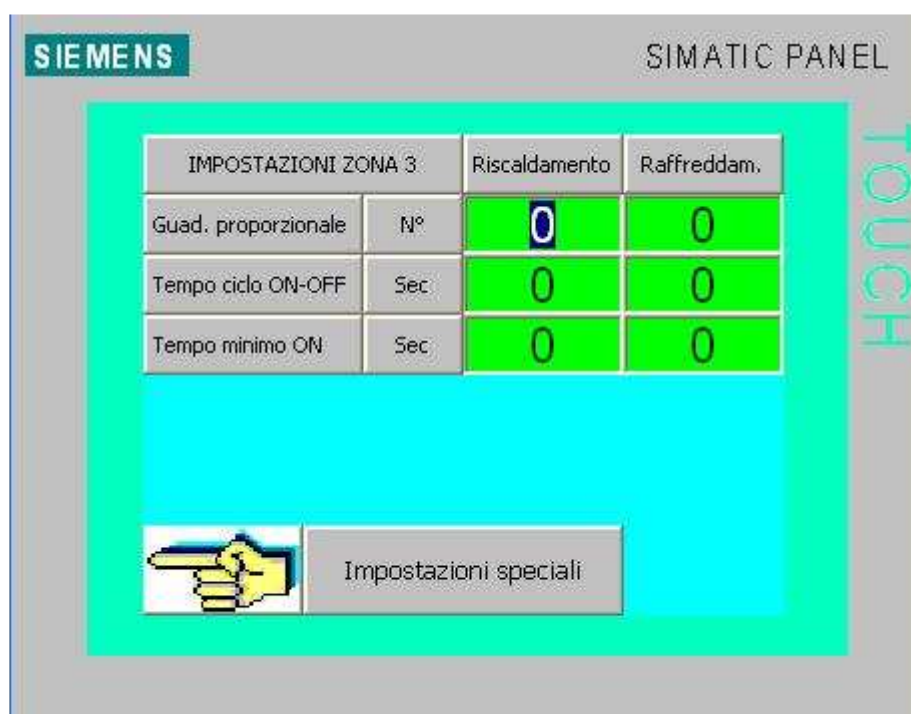 SIEMENS
SIMATIC PANEL
TOUCH
IMPOSTAZIONI ZONA 3 Riscaldamento Raffreddam.
Guad. proporzionale N° 0 0
Tempo ciclo ON-OFF Sec 0 0
Tempo minimo ON Sec 0 0
Impostazioni speciali